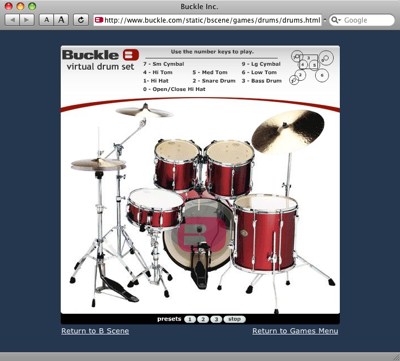 Buckle Inc.
http://www.buckle.com/static/bscene/games/drums/drums.html
Google
Buckle B
virtual drum set
Use the number keys to play.
7 - Sm Cymbal 9 - Lg Cymbal
4 - Hi Tom 5 - Med Tom 6 - Low Tom
1- Hi Hat 2 - Snare Drum 3 - Bass Drum
0 - Open/Close Hi Hat
presets 1 2 3 stop
Return to B Scene Return to Games Menu